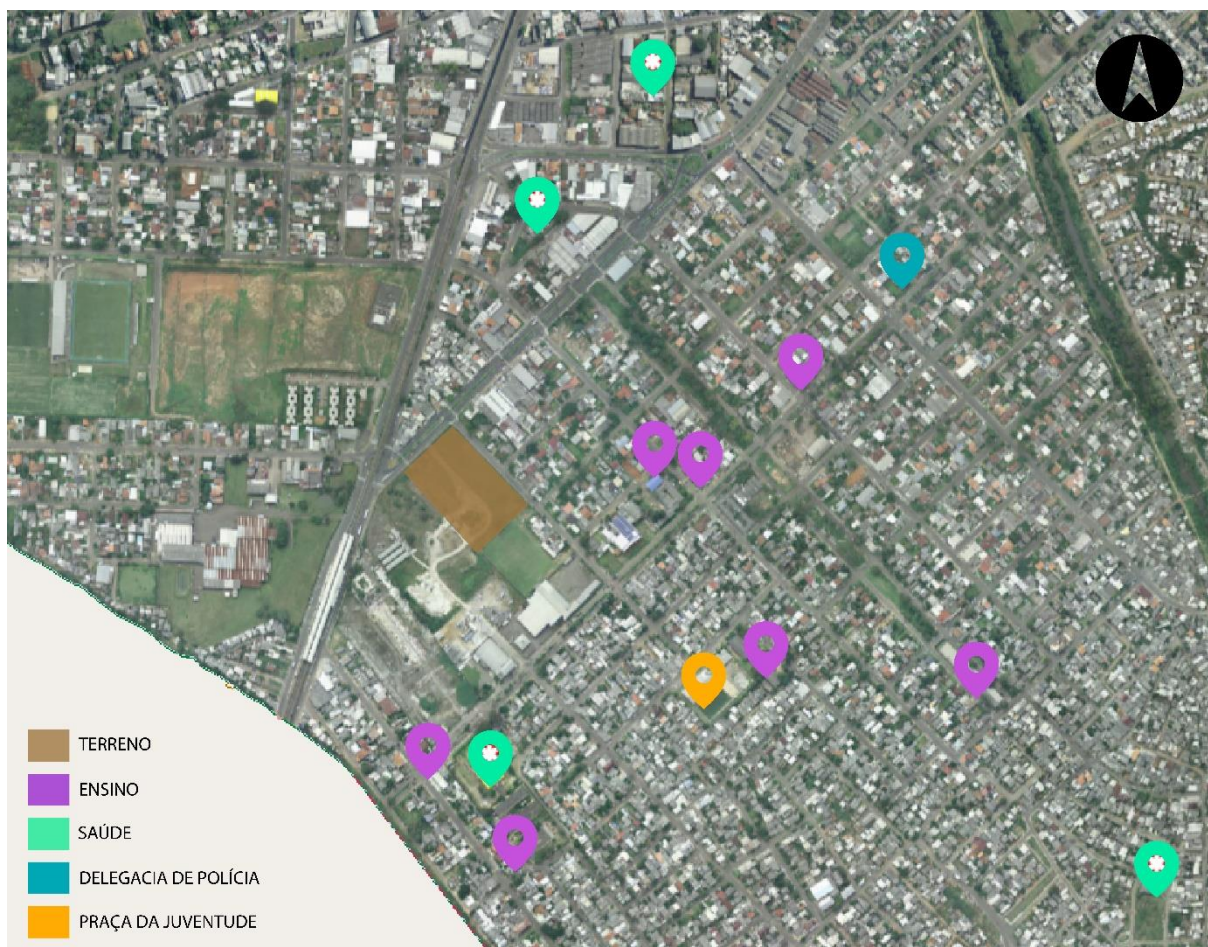 TERRENO
ENSINO
SAÚDE
DELEGACIA DE POLÍCIA
PRAÇA DA JUVENTUDE